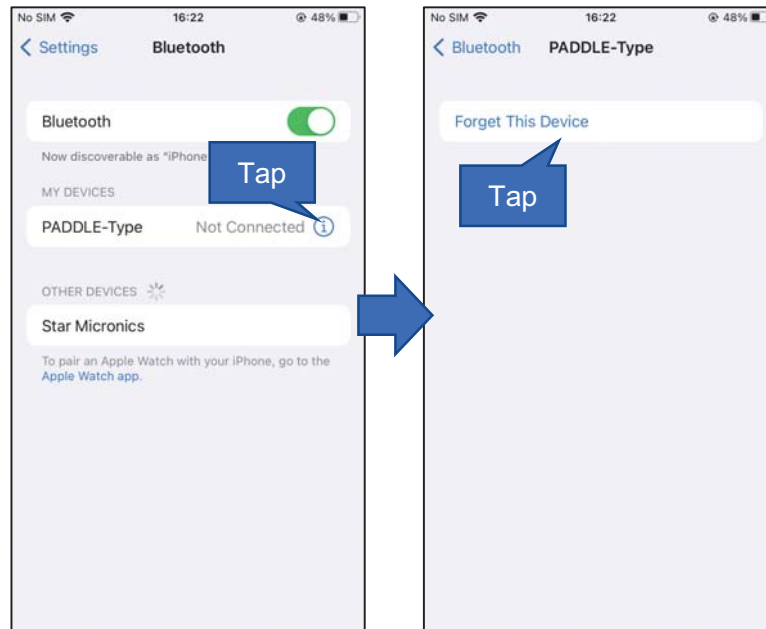 No SIM 16:22 48%
Settings Bluetooth
Bluetooth
Now discoverable as "iPhone
Tap
MY DEVICES
PADDLE-Type Not Connected
OTHER DEVICES
Star Micronics
To pair an Apple Watch with your iPhone, go to the
Apple Watch app.
No SIM 16:22 48%
Bluetooth PADDLE-Type
Forget This Device
Tap